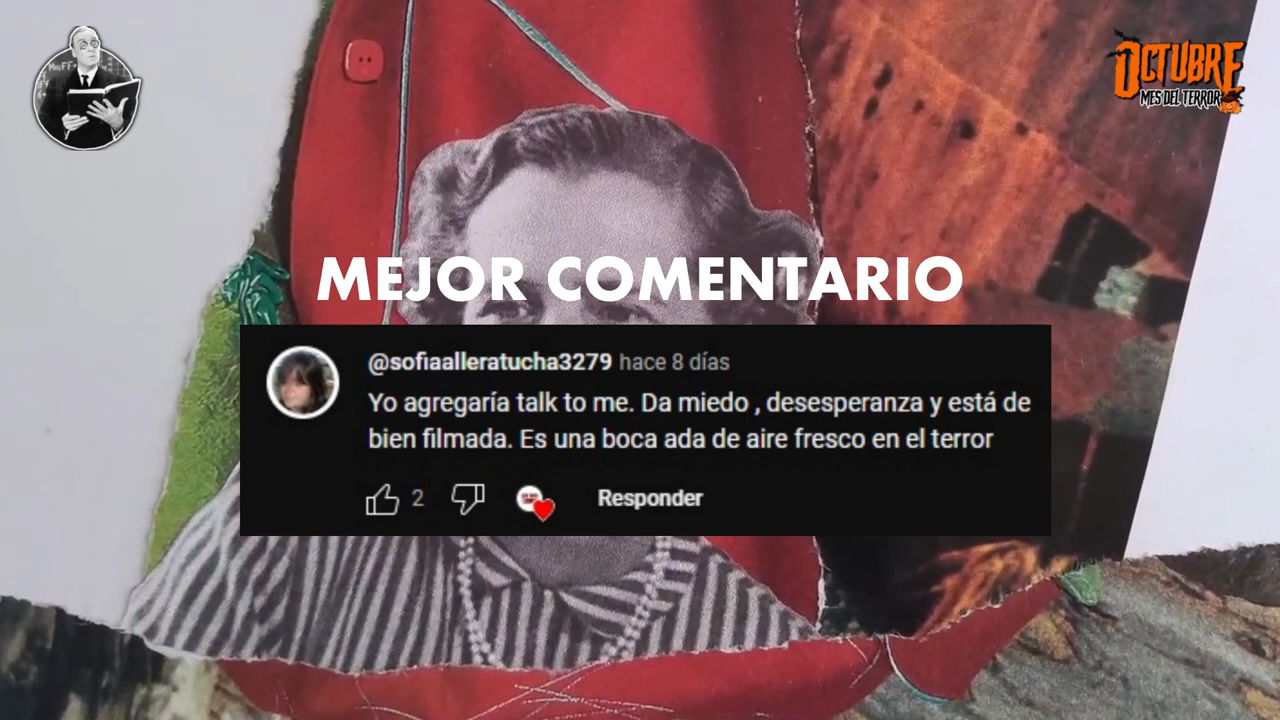 OCTUBRE
MES DEL TERROR
MEJOR COMENTARIO
@sofiaalleratucha3279 hace 8 días
Yo agregaría talk to me. Da miedo , desesperanza y está de
bien filmada. Es una boca ada de aire fresco en el terror
2
Responder